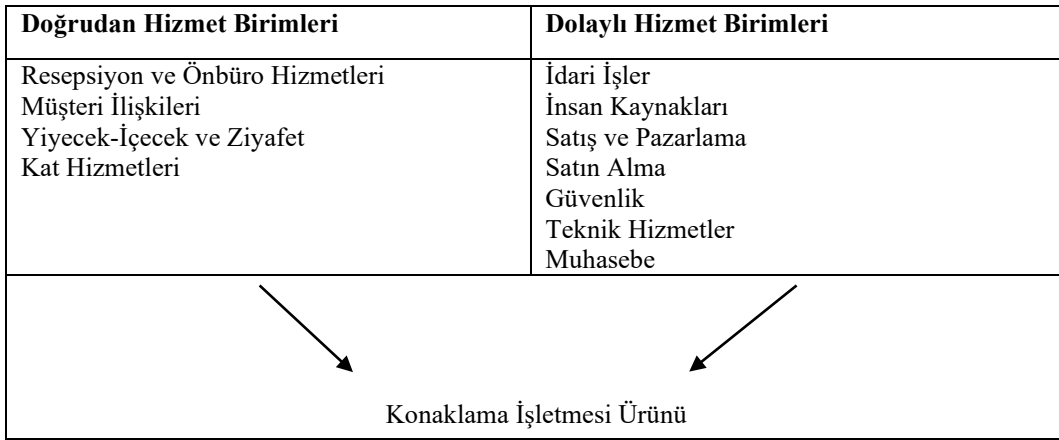 Doğrudan Hizmet Birimleri
Resepsiyon ve Önbüro Hizmetleri
Müşteri İlişkileri
Yiyecek-İçecek ve Ziyafet
Kat Hizmetleri
Dolaylı Hizmet Birimleri
İdari İşler
İnsan Kaynakları
Satış ve Pazarlama
Satın Alma
Güvenlik
Teknik Hizmetler
Muhasebe
Konaklama İşletmesi Ürünü